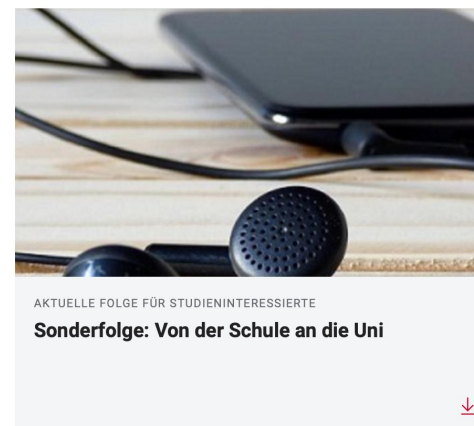 AKTUELLE FOLGE FÜR STUDIENINTERESSIERTE
Sonderfolge: Von der Schule an die Uni